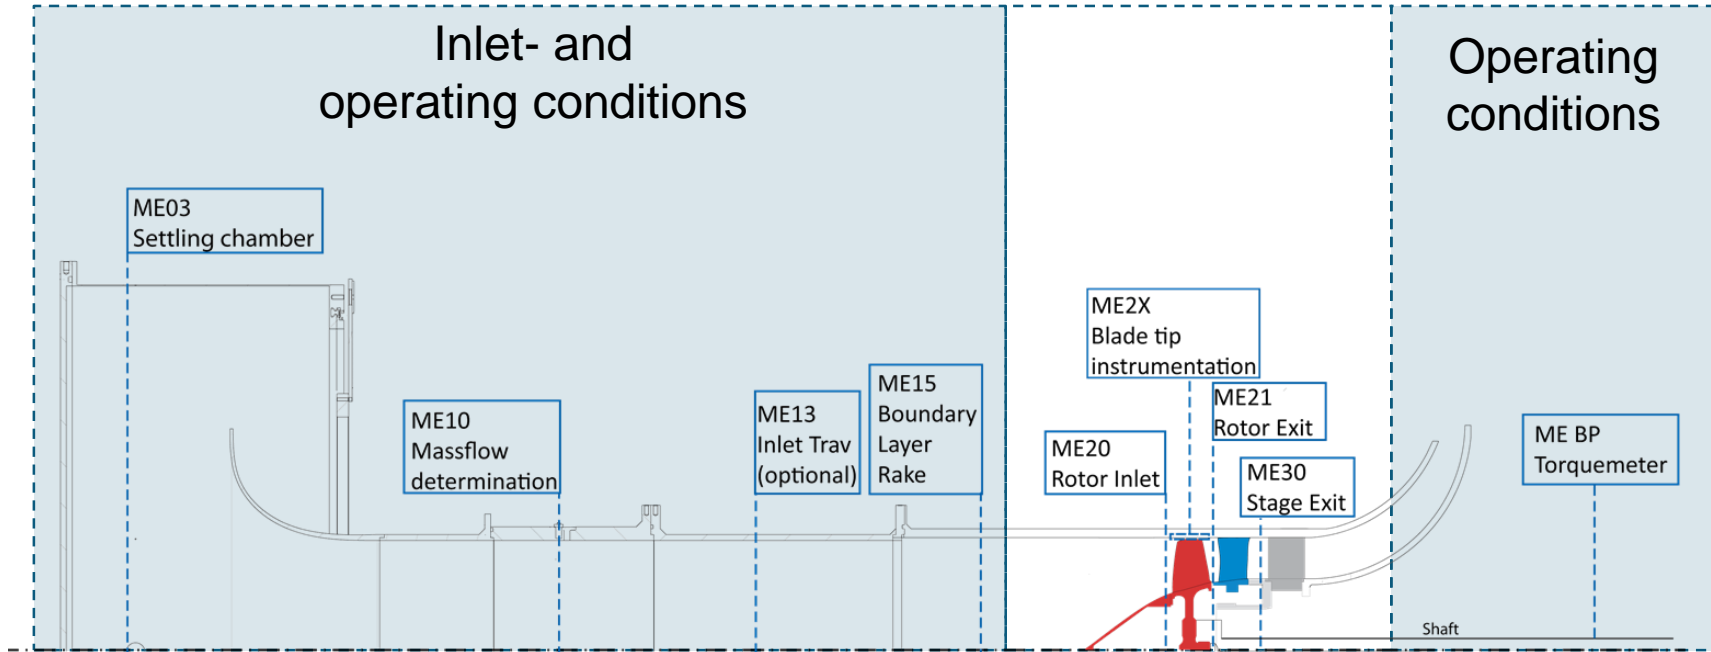 Inlet- and
operating conditions
Operating
conditions
ME03
Settling chamber
ME10
Massflow
determination
ME13
Inlet Trav
(optional)
ME15
Boundary
Layer
Rake
ME2X
Blade tip
instrumentation
ME20
Rotor Inlet
ME21
Rotor Exit
ME30
Stage Exit
ME BP
Torquemeter
Shaft